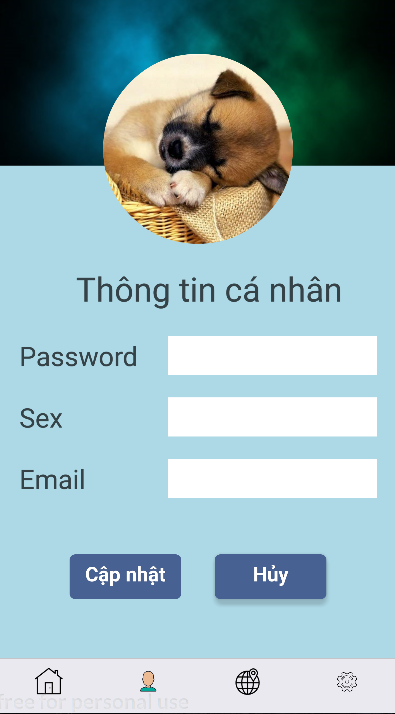 Thông tin cá nhân
Password
Sex
Email
Cập nhật Hủy
free for personal use